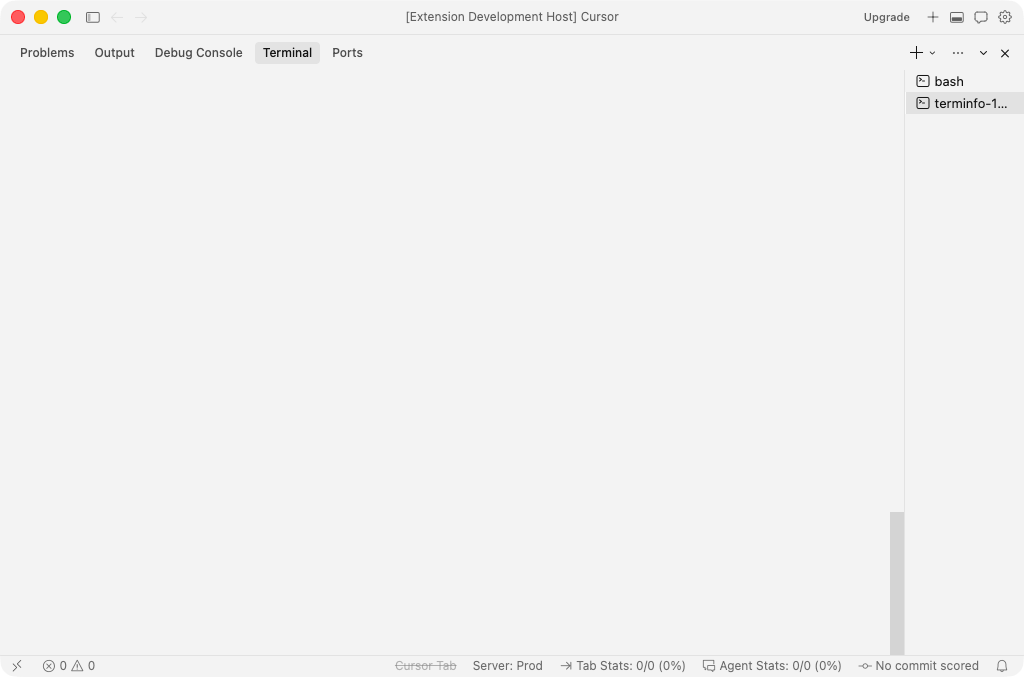 [Extension Development Host] Cursor
Upgrade
Problems Output Debug Console Terminal Ports
bash
terminfo-1...
0 0 Cursor Tab Server: Prod Tab Stats: 0/0 (0%) Agent Stats: 0/0 (0%) No commit scored